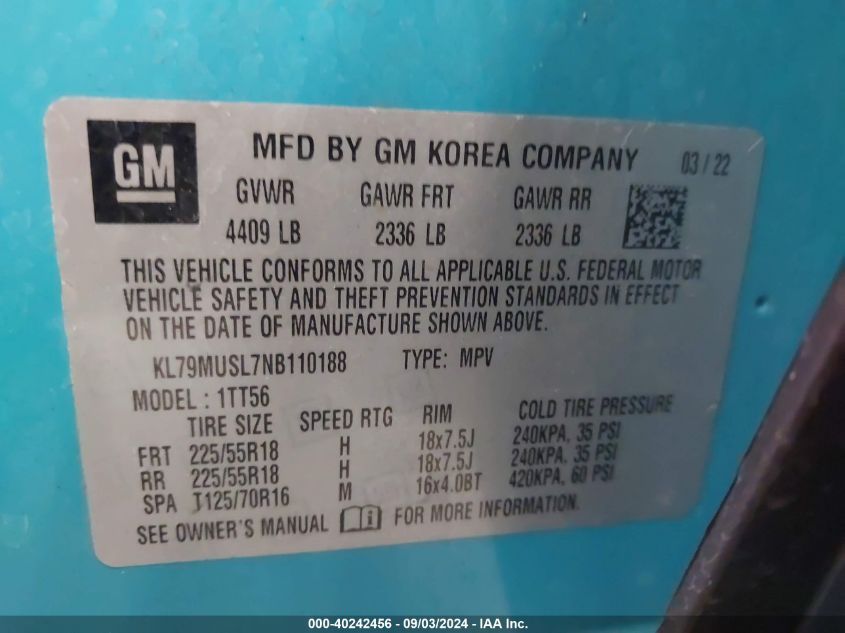 GM
MFD BY GM KOREA COMPANY 03/22
GVWR GAWR FRT GAWR RR
4409 LB 2336 LB 2336 LB
THIS VEHICLE CONFORMS TO ALL APPLICABLE U.S. FEDERAL MOTOR
VEHICLE SAFETY AND THEFT PREVENTION STANDARDS IN EFFECT
ON THE DATE OF MANUFACTURE SHOWN ABOVE.
KL79MUSL7NB110188 TYPE: MPV
MODEL : 1TT56
TIRE SIZE SPEED RTG RIM COLD TIRE PRESSURE
FRT 225/55R18 H 18x7.5J 240KPA, 35 PSI
RR 225/55R18 H 18x7.5J 240KPA, 35 PSI
SPA T125/70R16 M 16x4.0BT 420KPA, 60 PSI
SEE OWNER'S MANUAL FOR MORE INFORMATION.
000-40242456 - 09/03/2024 - IAA Inc.